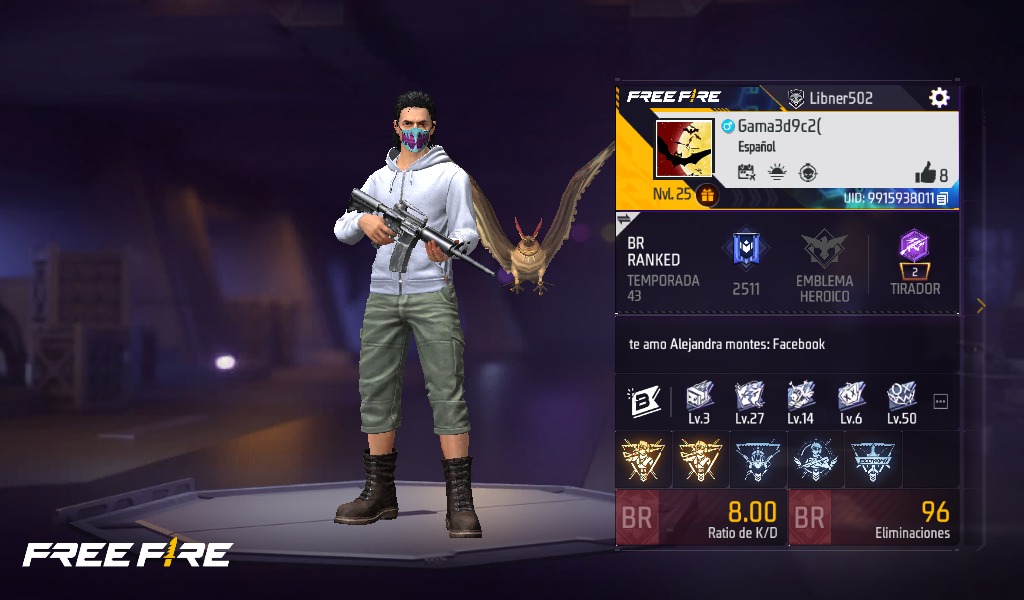 FREE FIRE
Libner502
Gama3d9c2(
Español
8
Nvl. 25
UID: 9915938011
BR
RANKED
TEMPORADA
43
2511
EMBLEMA
HEROICO
2
TIRADOR
te amo Alejandra montes: Facebook
B
Lv.3
Lv.27
Lv.14
Lv.6
Lv.50
BR
8.00
Ratio de K/D
BR
96
Eliminaciones
FREE FIRE